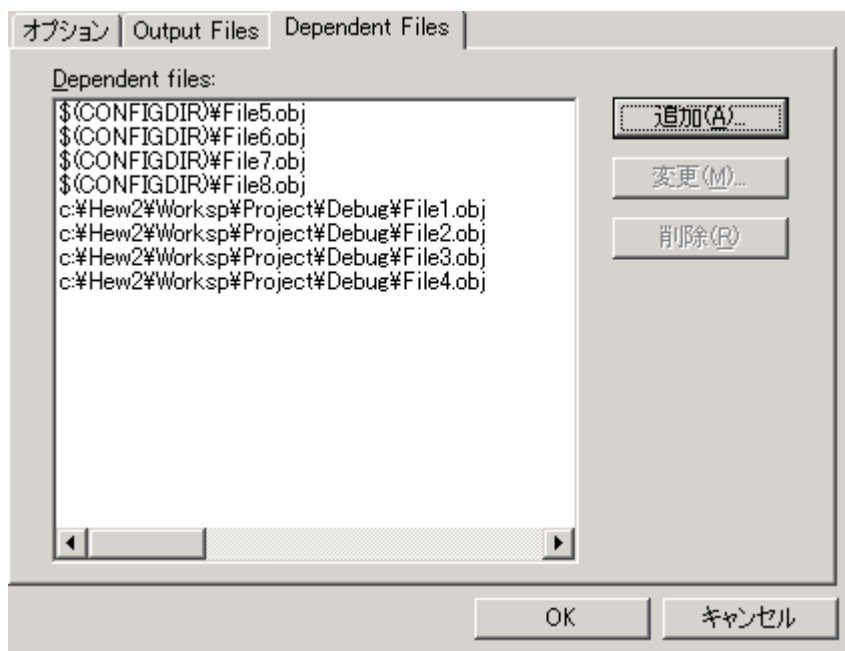 オプション Output Files Dependent Files
Dependent files:
$(CONFIGDIR)¥File5.obj
$(CONFIGDIR)¥File6.obj
$(CONFIGDIR)¥File7.obj
$(CONFIGDIR)¥File8.obj
c:¥Hew2¥Worksp¥Project¥Debug¥File1.obj
c:¥Hew2¥Worksp¥Project¥Debug¥File2.obj
c:¥Hew2¥Worksp¥Project¥Debug¥File3.obj
c:¥Hew2¥Worksp¥Project¥Debug¥File4.obj
追加(A)...
変更(M)...
削除(R)
OK キャンセル